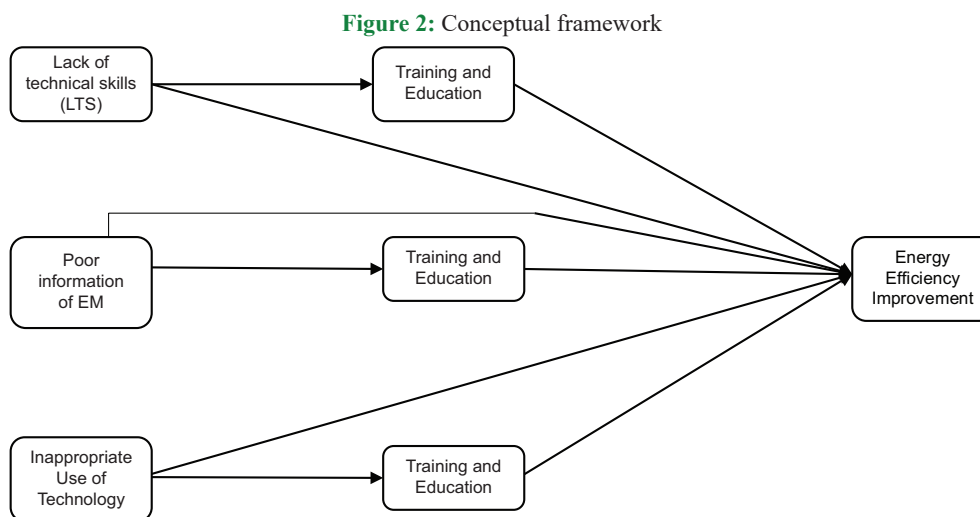 Figure 2: Conceptual framework
Lack of
technical skills
(LTS)
Training and
Education
Poor
information
of EM
Training and
Education
Energy
Efficiency
Improvement
Inappropriate
Use of
Technology
Training and
Education